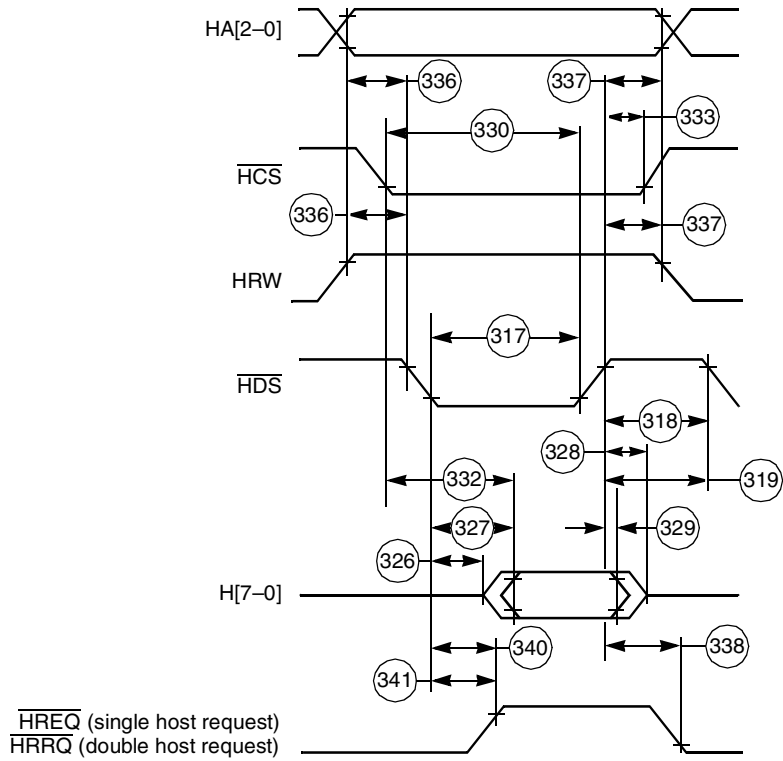 HA[2–0]
336
337
333
330
HCS
336
337
HRW
317
HDS
318
328
332
319
327
329
326
H[7–0]
340
338
341
HREQ (single host request)
HRRQ (double host request)